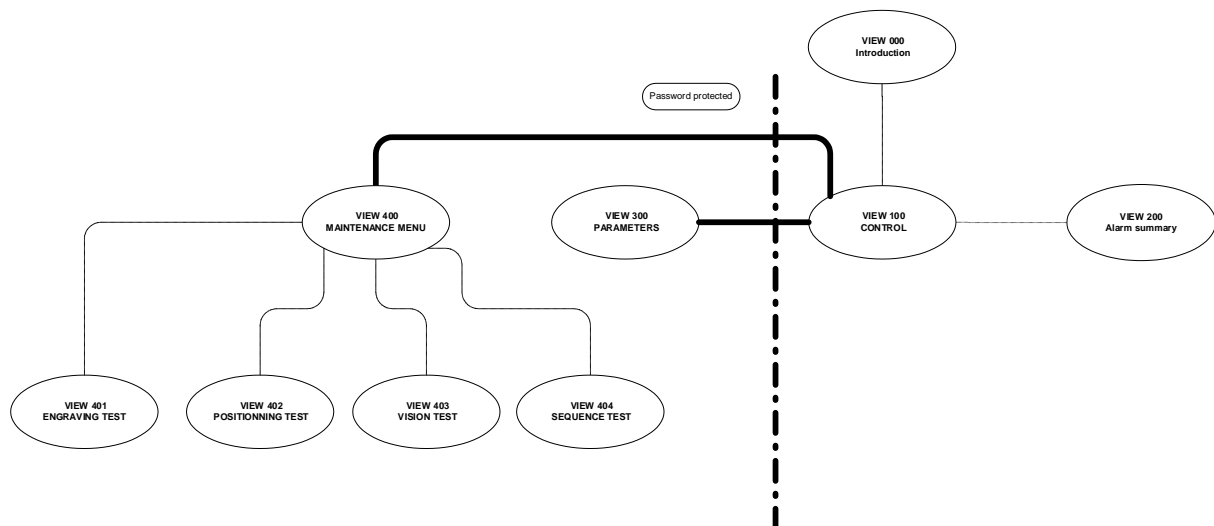 VIEW 000
Introduction
Password protected
VIEW 400
MAINTENANCE MENU
VIEW 300
PARAMETERS
VIEW 100
CONTROL
VIEW 200
Alarm summary
VIEW 401
ENGRAVING TEST
VIEW 402
POSITIONNING TEST
VIEW 403
VISION TEST
VIEW 404
SEQUENCE TEST